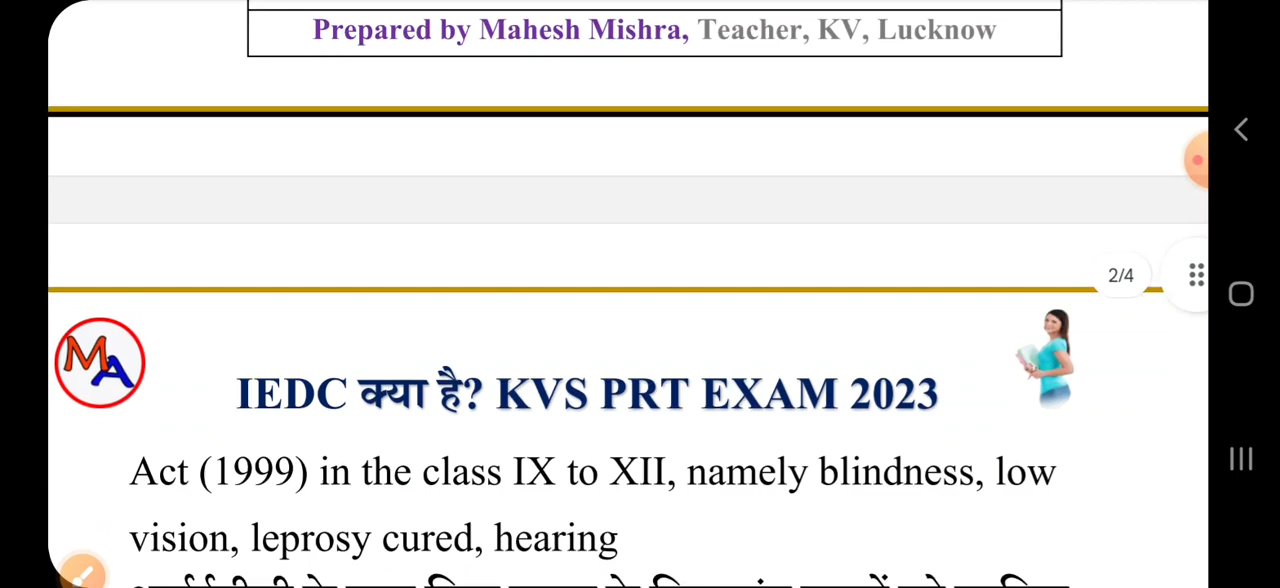 Prepared by Mahesh Mishra, Teacher, KV, Lucknow
2/4
MA
IEDC क्या है? KVS PRT EXAM 2023
Act (1999) in the class IX to XII, namely blindness, low
vision, leprosy cured, hearing